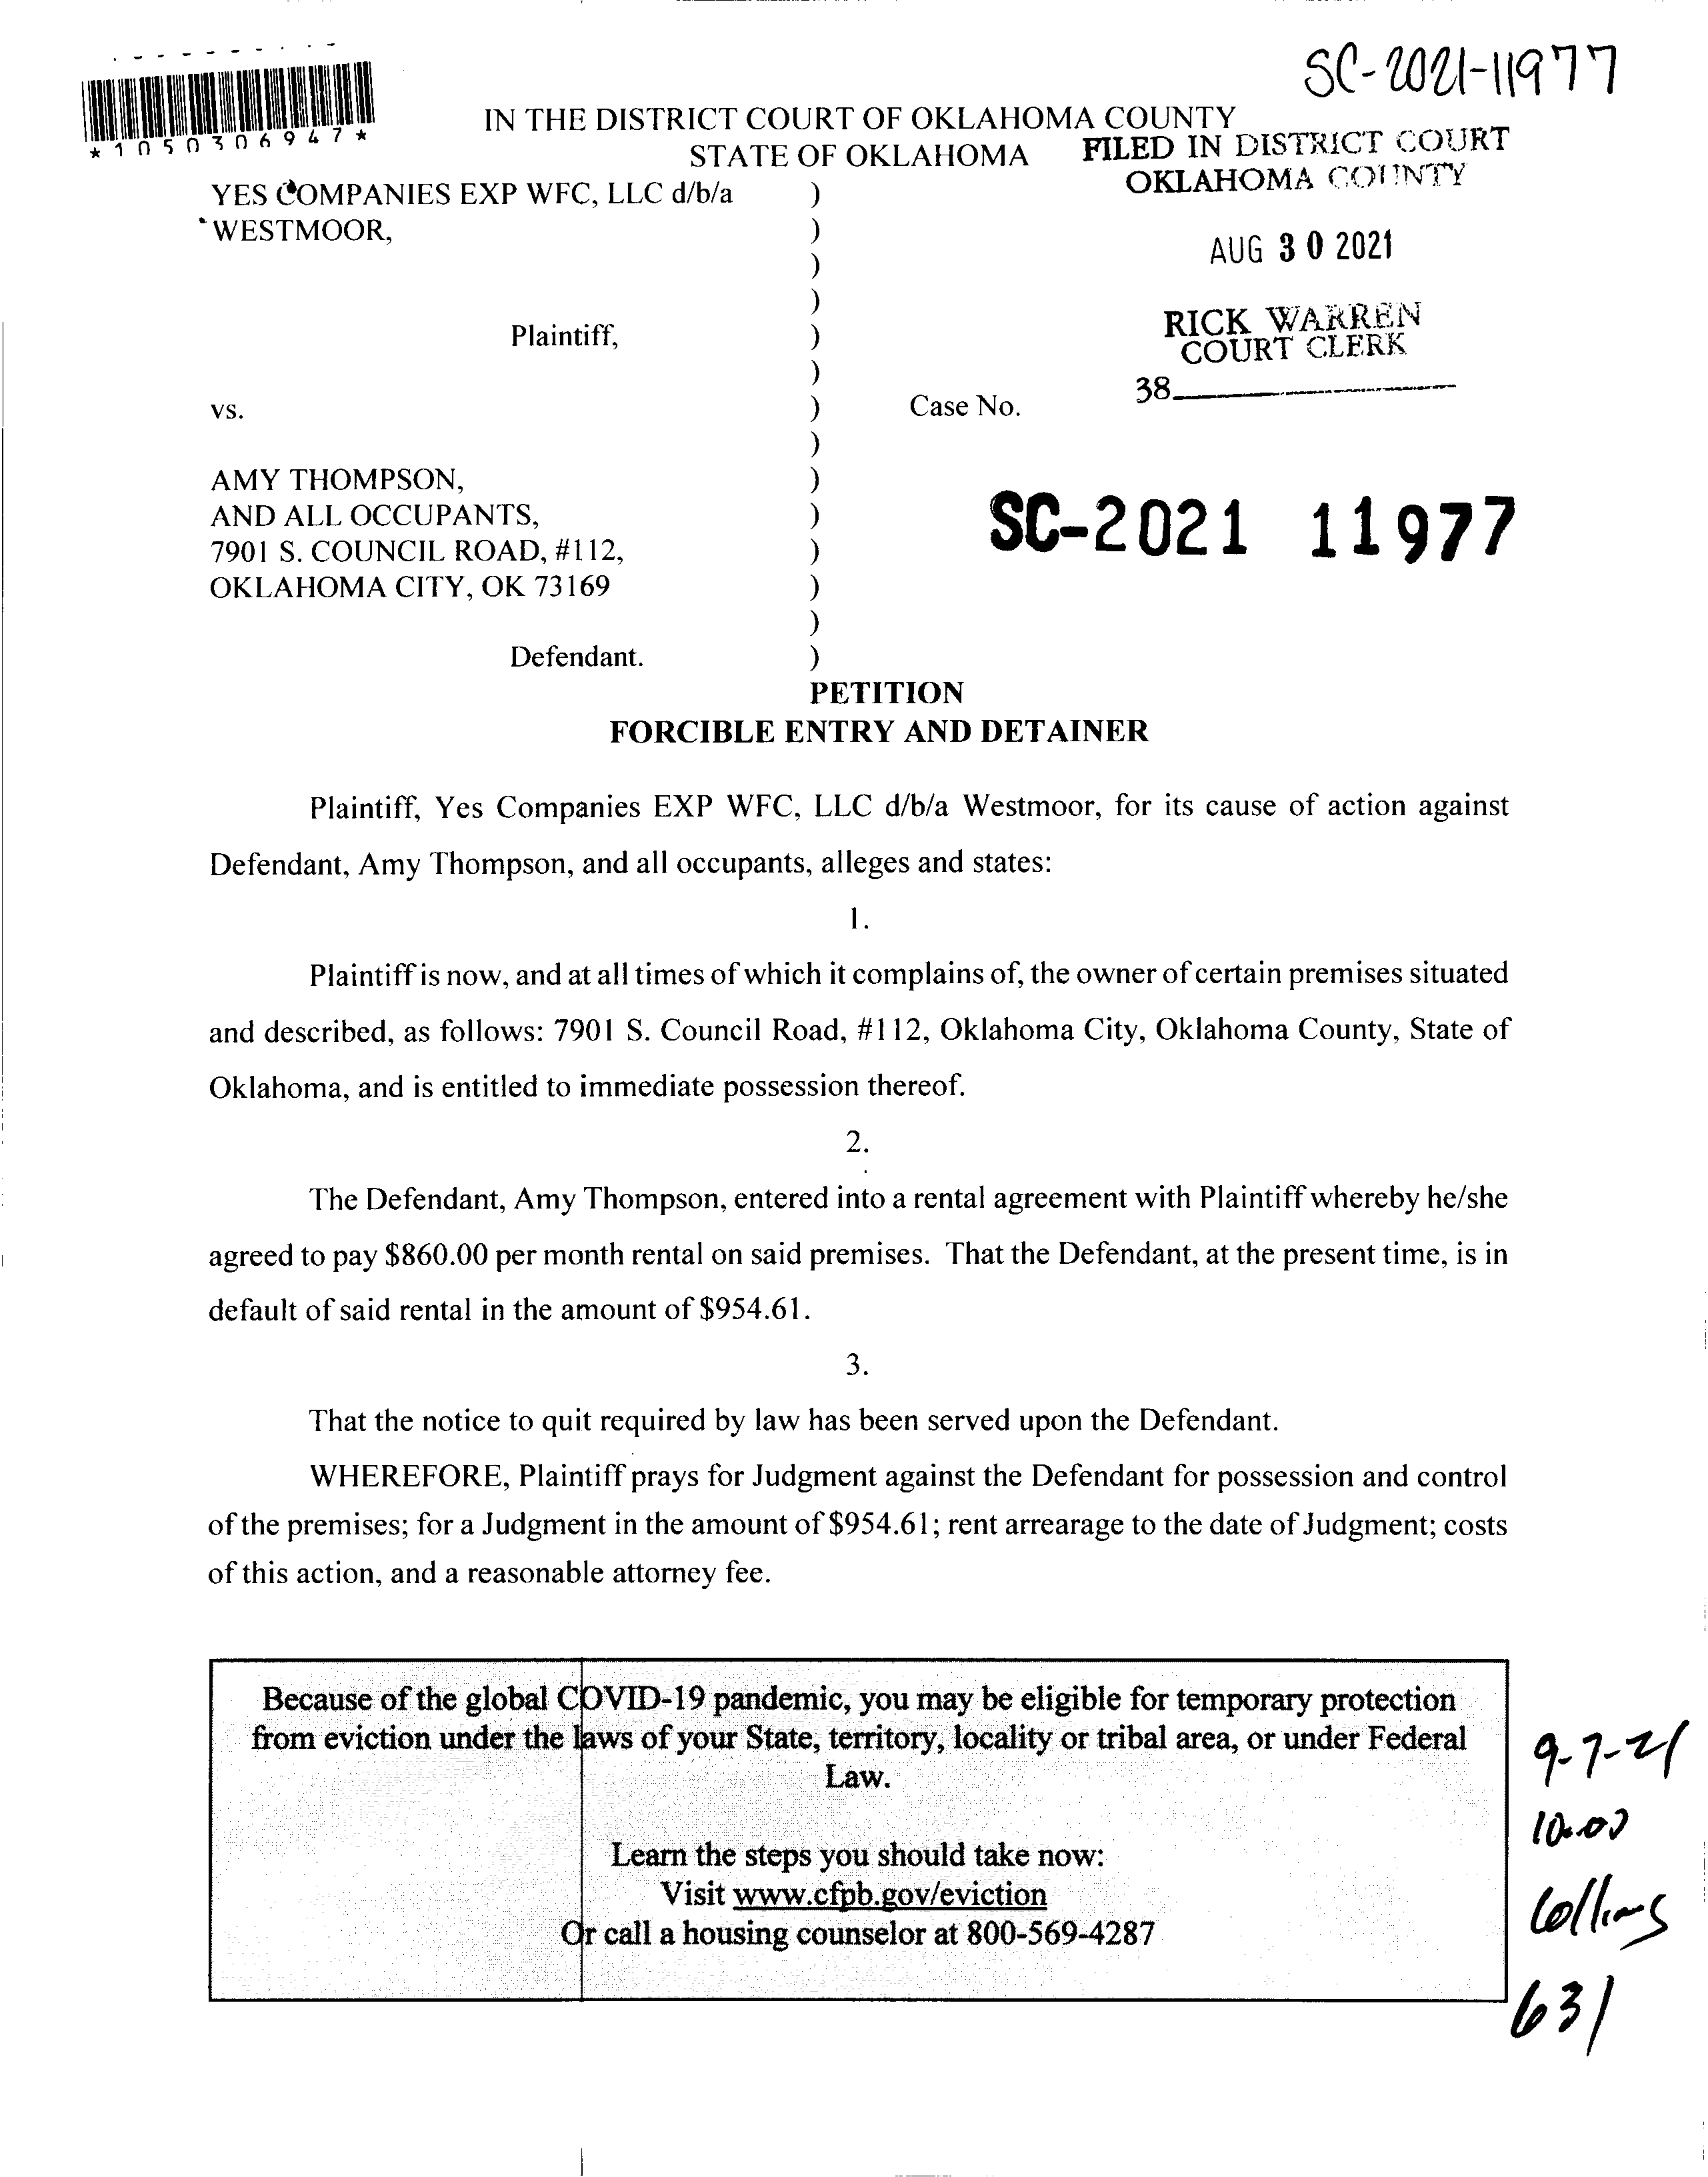 SC-2021-11977
*1050306947*
IN THE DISTRICT COURT OF OKLAHOMA COUNTY
STATE OF OKLAHOMA
FILED IN DISTRICT COURT
OKLAHOMA COUNTY
YES COMPANIES EXP WFC, LLC d/b/a )
WESTMOOR, )
)
AUG 30 2021
)
Plaintiff, )
RICK WARREN
COURT CLERK
)
38
vs. ) Case No.
)
AMY THOMPSON, )
AND ALL OCCUPANTS, )
SC-2021 11977
7901 S. COUNCIL ROAD, #112, )
OKLAHOMA CITY, OK 73169 )
)
Defendant. )
PETITION
FORCIBLE ENTRY AND DETAINER
Plaintiff, Yes Companies EXP WFC, LLC d/b/a Westmoor, for its cause of action against
Defendant, Amy Thompson, and all occupants, alleges and states:
1.
Plaintiff is now, and at all times of which it complains of, the owner of certain premises situated
and described, as follows: 7901 S. Council Road, #112, Oklahoma City, Oklahoma County, State of
Oklahoma, and is entitled to immediate possession thereof.
2.
The Defendant, Amy Thompson, entered into a rental agreement with Plaintiff whereby he/she
agreed to pay $860.00 per month rental on said premises. That the Defendant, at the present time, is in
default of said rental in the amount of $954.61.
3.
That the notice to quit required by law has been served upon the Defendant.
WHEREFORE, Plaintiff prays for Judgment against the Defendant for possession and control
of the premises; for a Judgment in the amount of $954.61; rent arrearage to the date of Judgment; costs
of this action, and a reasonable attorney fee.
Because of the global COVID-19 pandemic, you may be eligible for temporary protection
from eviction under the laws of your State, territory, locality or tribal area, or under Federal
Law.
Learn the steps you should take now:
Visit www.cfpb.gov/eviction
Or call a housing counselor at 800-569-4287
9-7-21
10:00
Collins
631